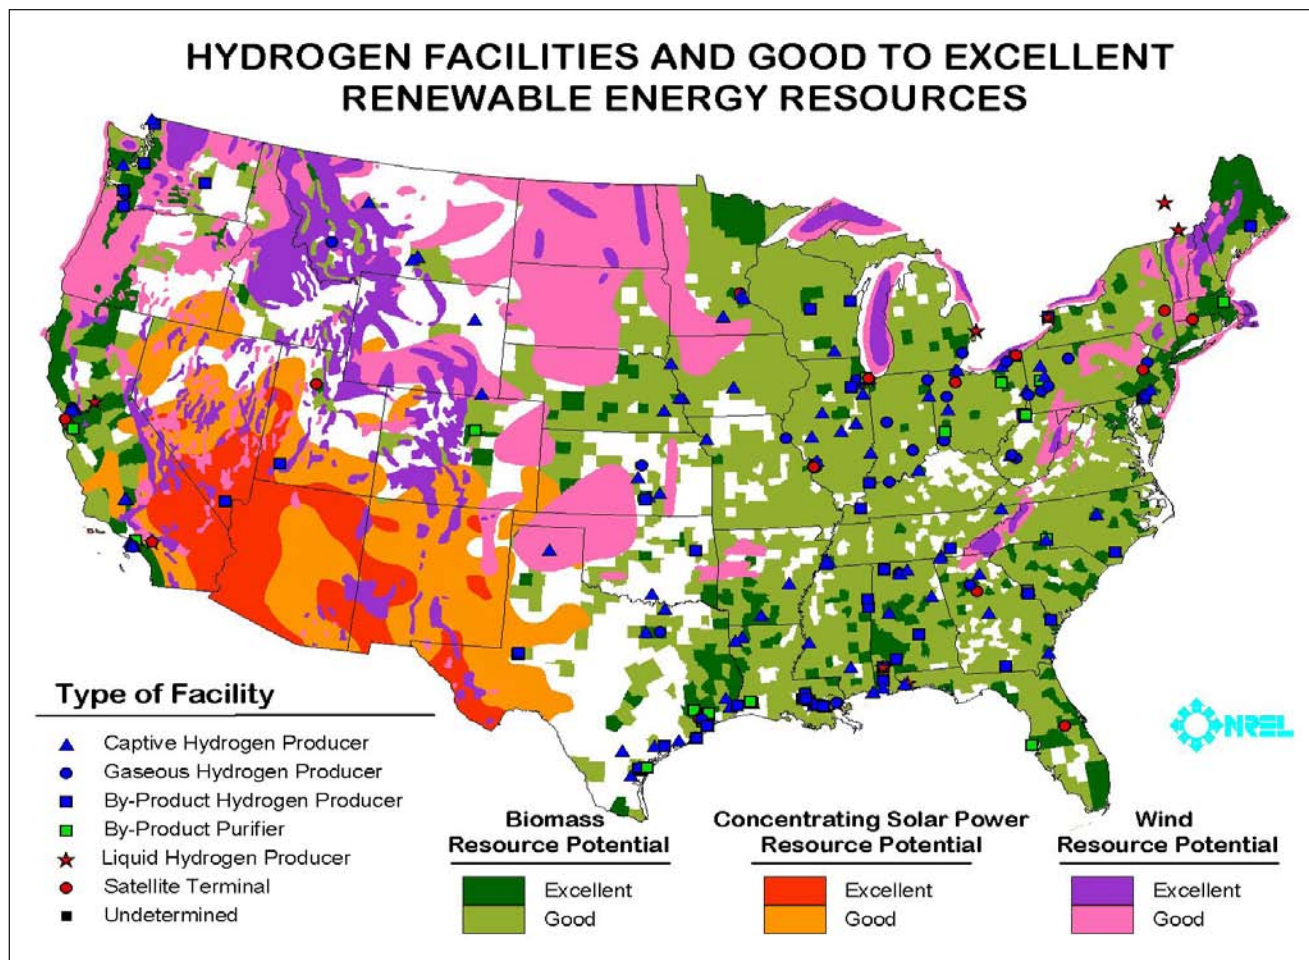 HYDROGEN FACILITIES AND GOOD TO EXCELLENT
RENEWABLE ENERGY RESOURCES
Type of Facility
Captive Hydrogen Producer
Gaseous Hydrogen Producer
By-Product Hydrogen Producer
By-Product Purifier
Liquid Hydrogen Producer
Satellite Terminal
Undetermined
Biomass
Resource Potential
Excellent
Good
Concentrating Solar Power
Resource Potential
Excellent
Good
Wind
Resource Potential
Excellent
Good
NREL